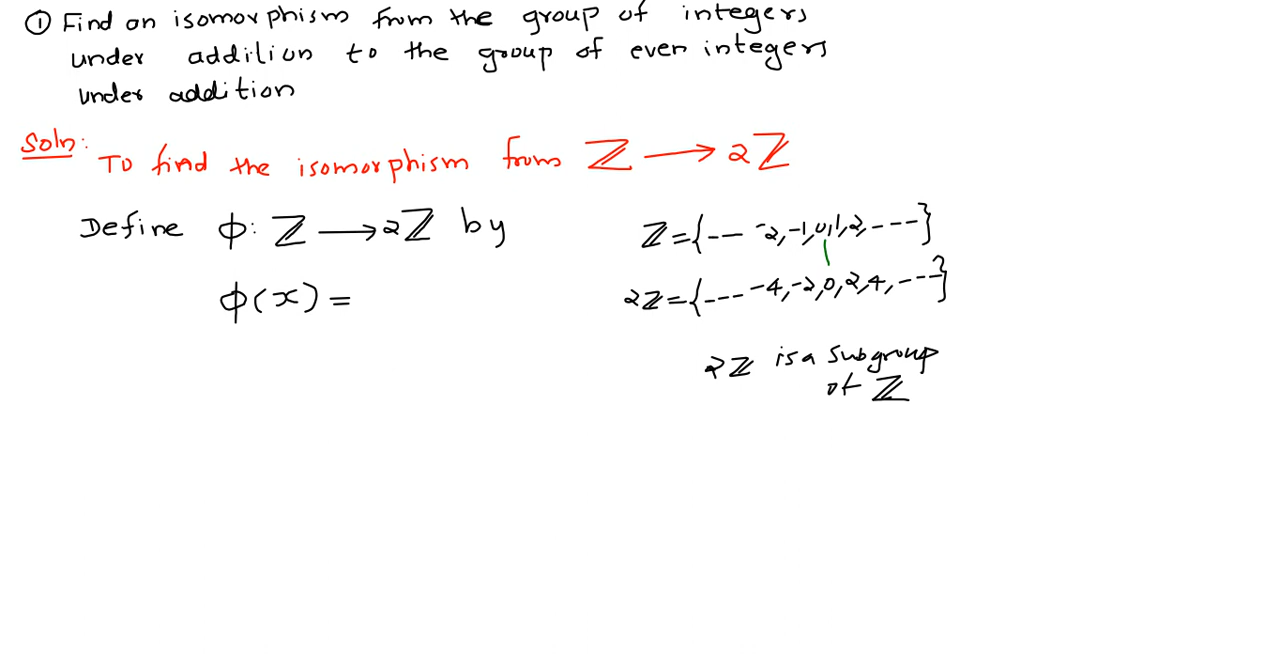 ① Find an isomorphism from the group of integers
under addition to the group of even integers
under addition
Soln:
To find the isomorphism from ℤ ⟶ 2ℤ
Define ϕ: ℤ ⟶ 2ℤ by
ℤ={--- -2,-1,0,1,2,----}
ϕ(x) =
2ℤ={--- -4,-2,0,2,4,---}
2ℤ is a subgroup
of ℤ